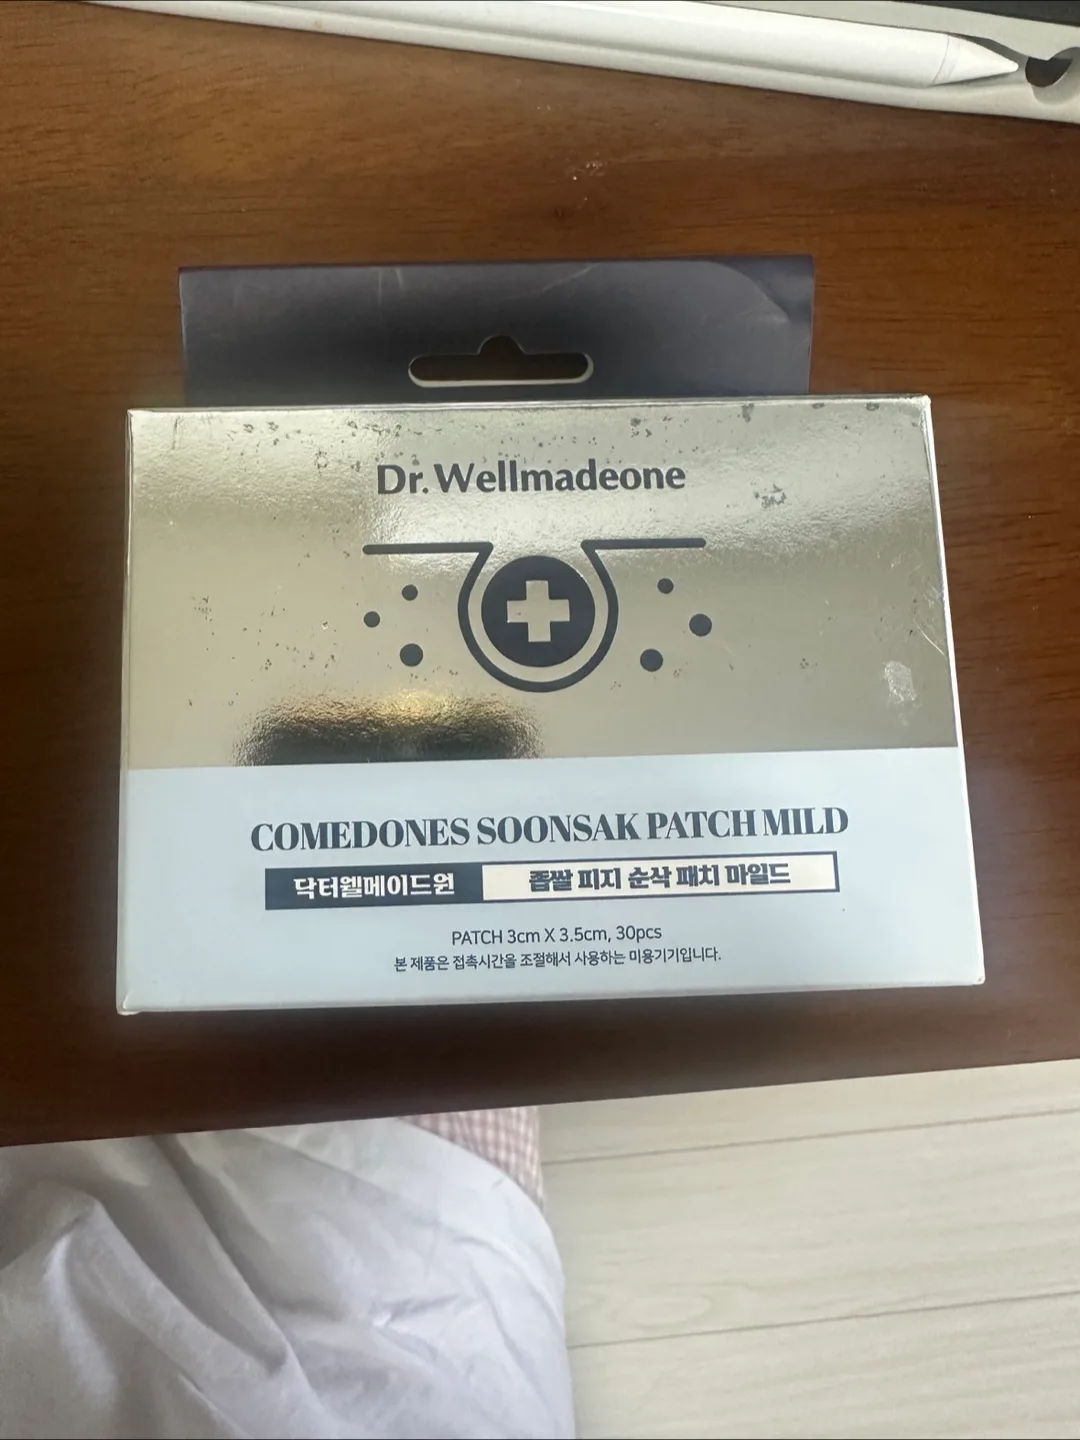 Dr. Wellmadeone
COMEDONES SOONSAK PATCH MILD
닥터웰메이드원 좁쌀 피지 순삭 패치 마일드
PATCH 3cm X 3.5cm, 30pcs
본 제품은 접촉시간을 조절해서 사용하는 미용기기입니다.